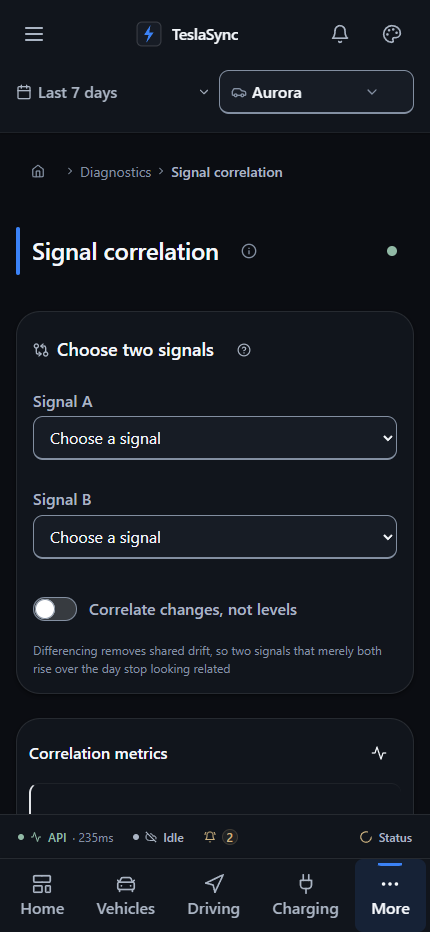 TeslaSync
Last 7 days
Aurora
Diagnostics
Signal correlation
Signal correlation
Choose two signals
Signal A
Choose a signal
Signal B
Choose a signal
Correlate changes, not levels
Differencing removes shared drift, so two signals that merely both
rise over the day stop looking related
Correlation metrics
API · 235ms
Idle
2
Status
Home
Vehicles
Driving
Charging
More